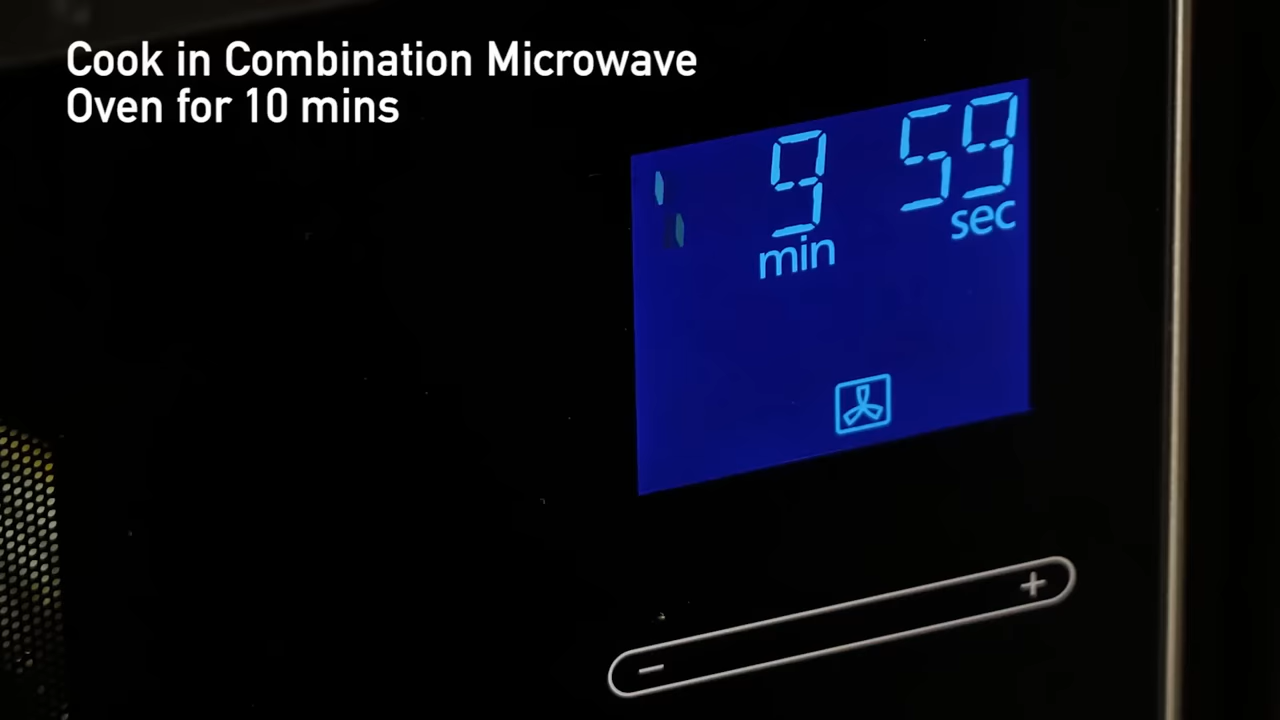 Cook in Combination Microwave
Oven for 10 mins
9 59
min sec
- +